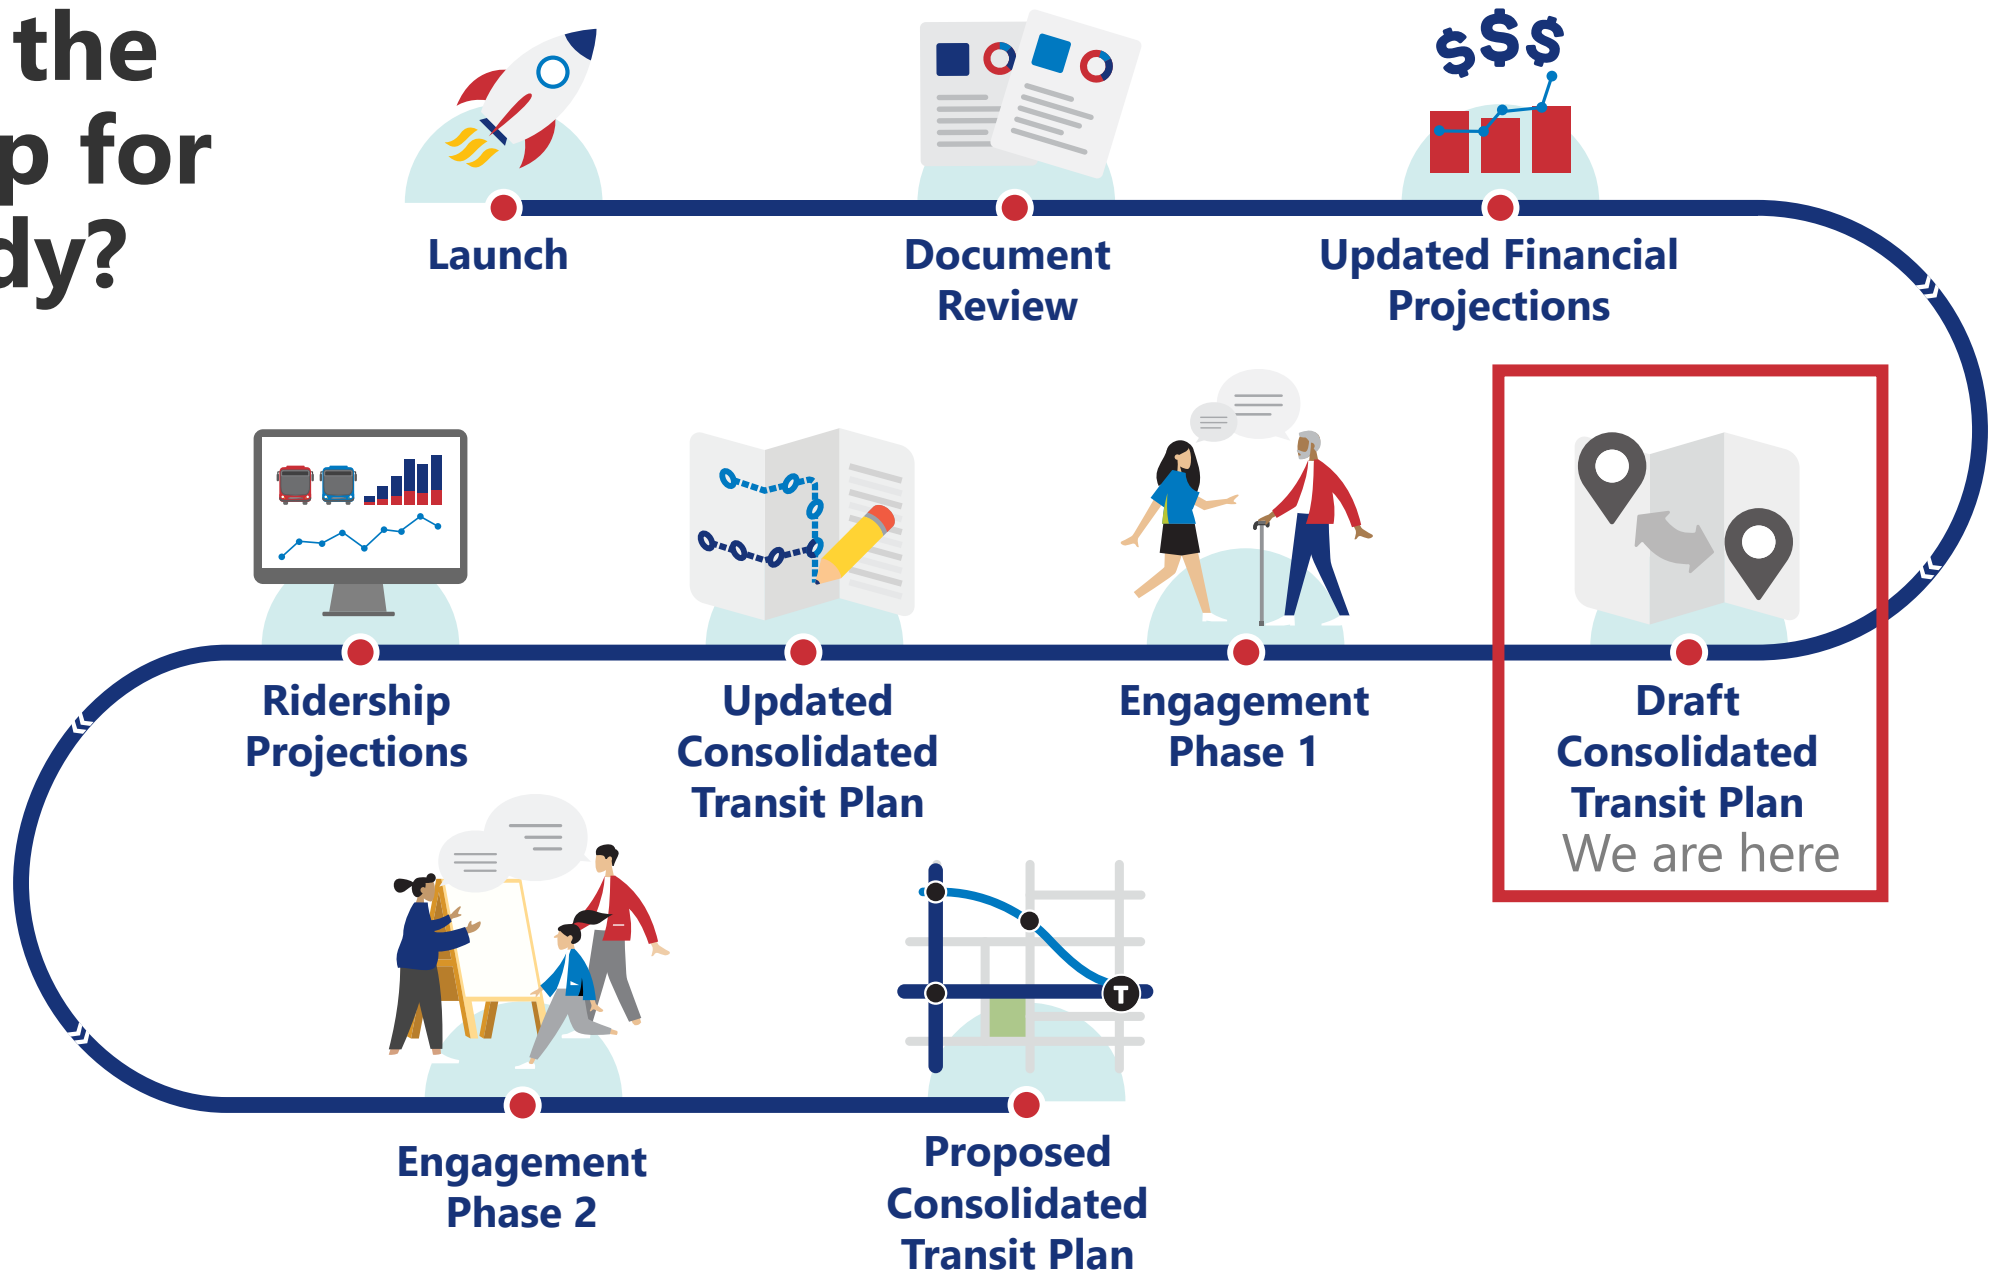 the
p for
dy?
$$$
Launch
Document
Review
Updated Financial
Projections
Draft
Consolidated
Transit Plan
We are here
Engagement
Phase 1
Updated
Consolidated
Transit Plan
Ridership
Projections
Engagement
Phase 2
T
Proposed
Consolidated
Transit Plan